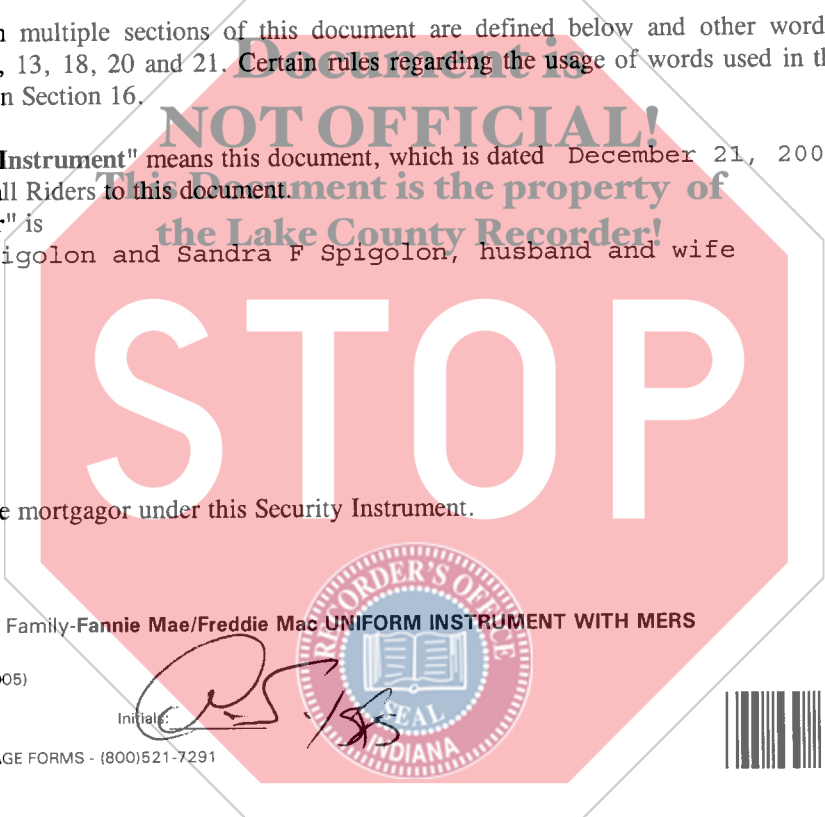 multiple sections of this document are defined below and other word
, 13, 18, 20 and 21. Certain rules regarding the usage of words used in th
n Section 16.
Document is
NOT OFFICIAL!
This Document is the property of
the Lake County Recorder!
Instrument" means this document, which is dated December 21, 200
ll Riders to this document.
r" is
igolon and Sandra F Spigolon, husband and wife
STOP
e mortgagor under this Security Instrument.
Family-Fannie Mae/Freddie Mac UNIFORM INSTRUMENT WITH MERS
05)
Initials:
GE FORMS - (800)521-7291
RECORDER'S OFFICE
SEAL
INDIANA